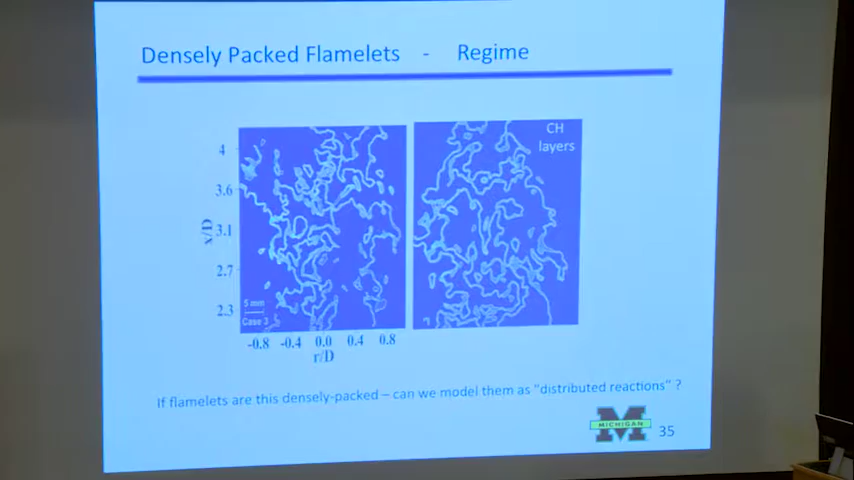 Densely Packed Flamelets - Regime
CH
layers
4
3.6
3.1
2.7
2.3
x/D
5 mm
Case 3
-0.8 -0.4 0.0 0.4 0.8
r/D
If flamelets are this densely-packed – can we model them as "distributed reactions" ?
MICHIGAN
35